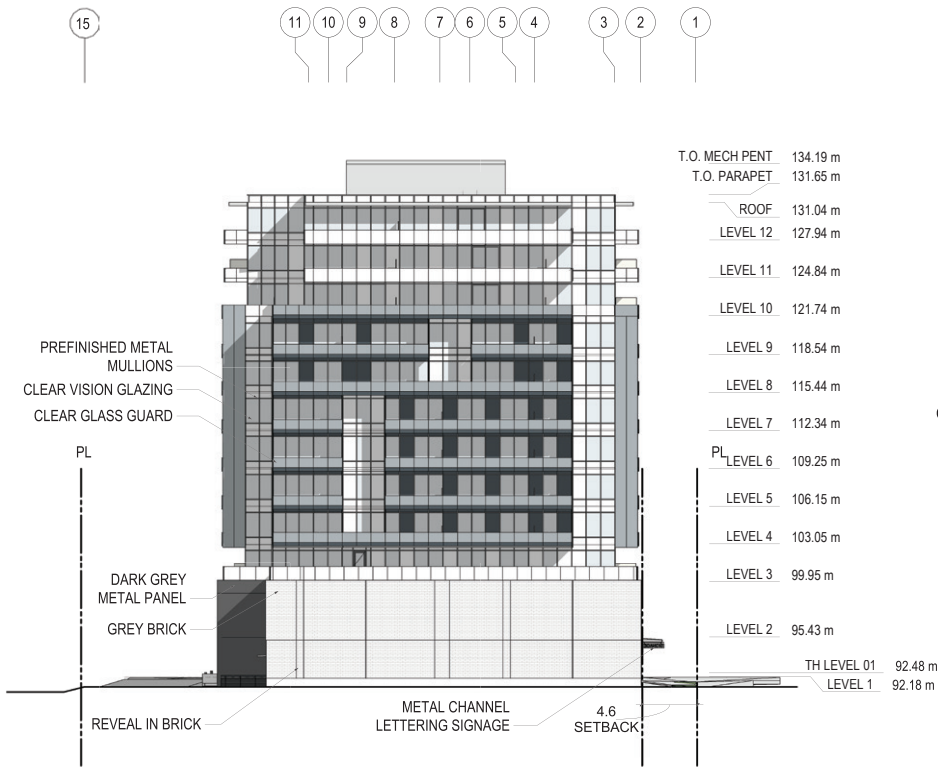 15
11
10
9
8
7
6
5
4
3
2
1
T.O. MECH PENT 134.19 m
T.O. PARAPET 131.65 m
ROOF 131.04 m
LEVEL 12 127.94 m
LEVEL 11 124.84 m
LEVEL 10 121.74 m
PREFINISHED METAL
MULLIONS
LEVEL 9 118.54 m
CLEAR VISION GLAZING
LEVEL 8 115.44 m
CLEAR GLASS GUARD
LEVEL 7 112.34 m
PL
PL
LEVEL 6 109.25 m
LEVEL 5 106.15 m
LEVEL 4 103.05 m
LEVEL 3 99.95 m
DARK GREY
METAL PANEL
GREY BRICK
LEVEL 2 95.43 m
TH LEVEL 01 92.48 m
LEVEL 1 92.18 m
REVEAL IN BRICK
METAL CHANNEL
LETTERING SIGNAGE
4.6
SETBACK